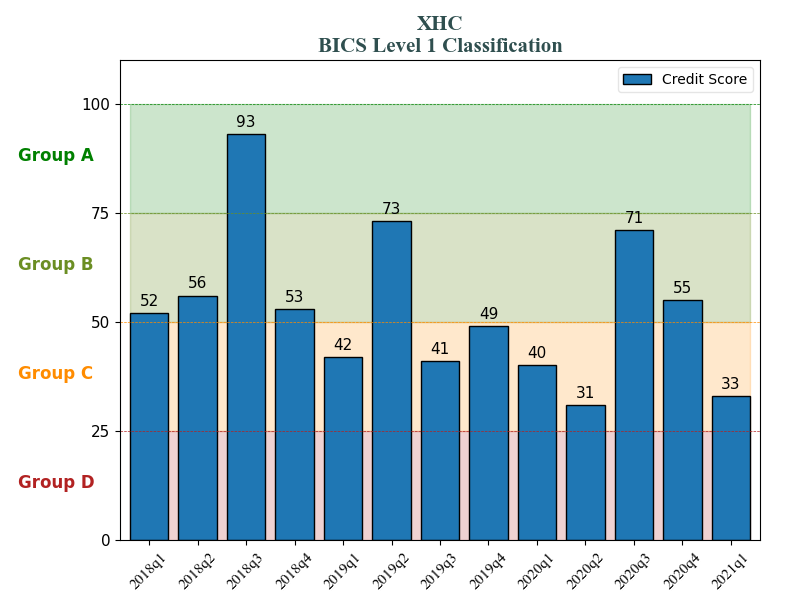 XHC
BICS Level 1 Classification
Credit Score
100
Group A
75
Group B
50
Group C
25
Group D
0
52
56
93
53
42
73
41
49
40
31
71
55
33
2018q1
2018q2
2018q3
2018q4
2019q1
2019q2
2019q3
2019q4
2020q1
2020q2
2020q3
2020q4
2021q1